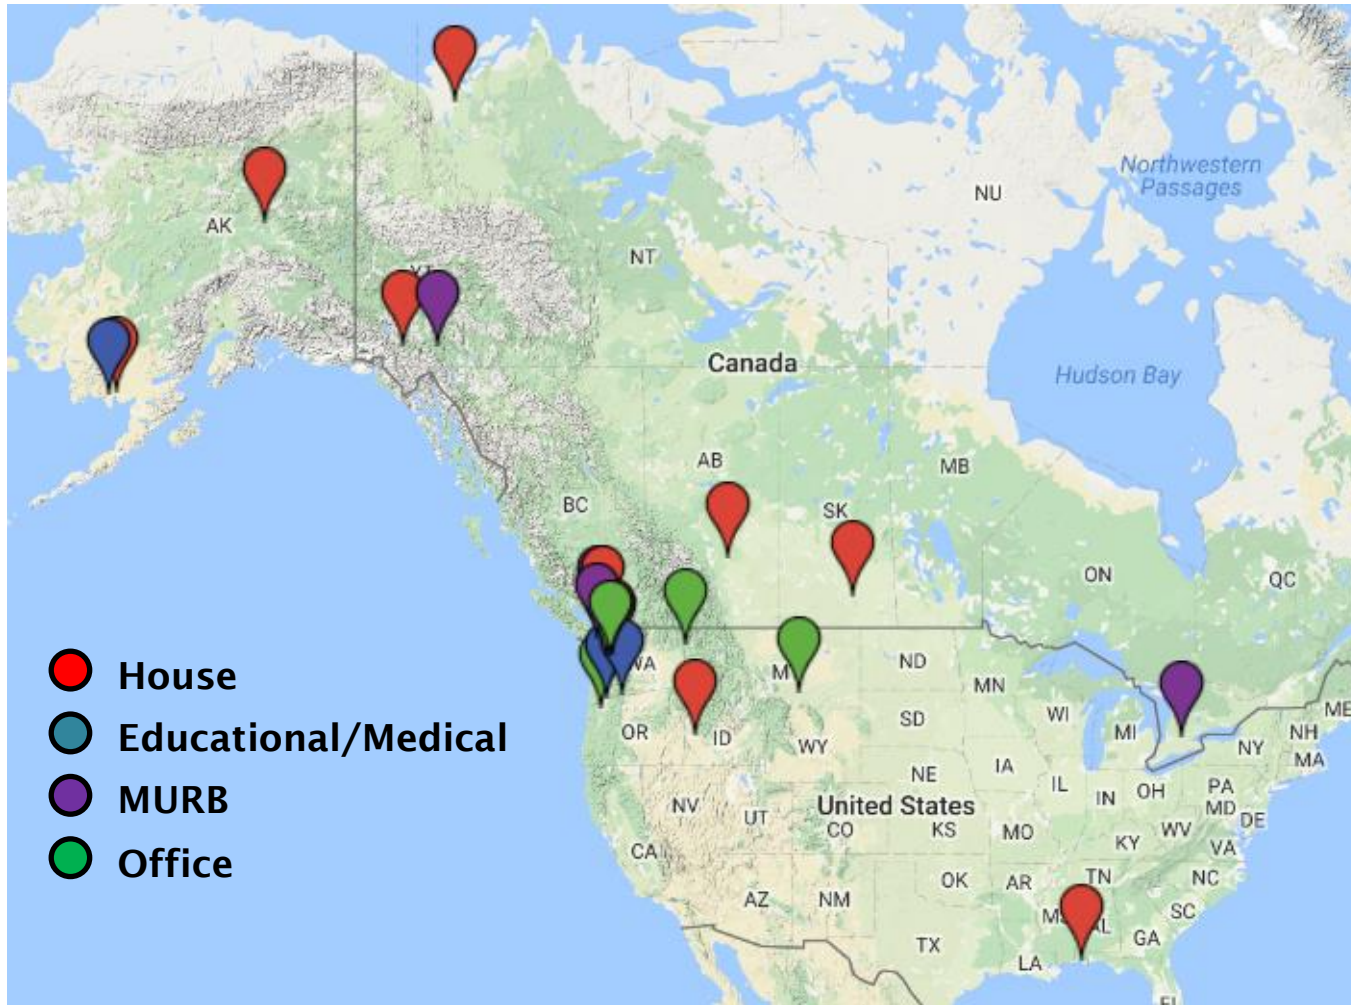 Northwestern
Passages
NU
AK
NT
Canada
Hudson Bay
AB
MB
BC
SK
ON
QC
WA
ND
MN
ME
OR
ID
SD
WI
MI
NH
WY
NY
MA
NE
IA
IL
IN
OH
PA
MD
DE
NV
UT
United States
CO
KS
MO
KY
WV
VA
CA
OK
AR
TN
NC
AZ
NM
SC
AL
GA
TX
LA
FL
House
Educational/Medical
MURB
Office